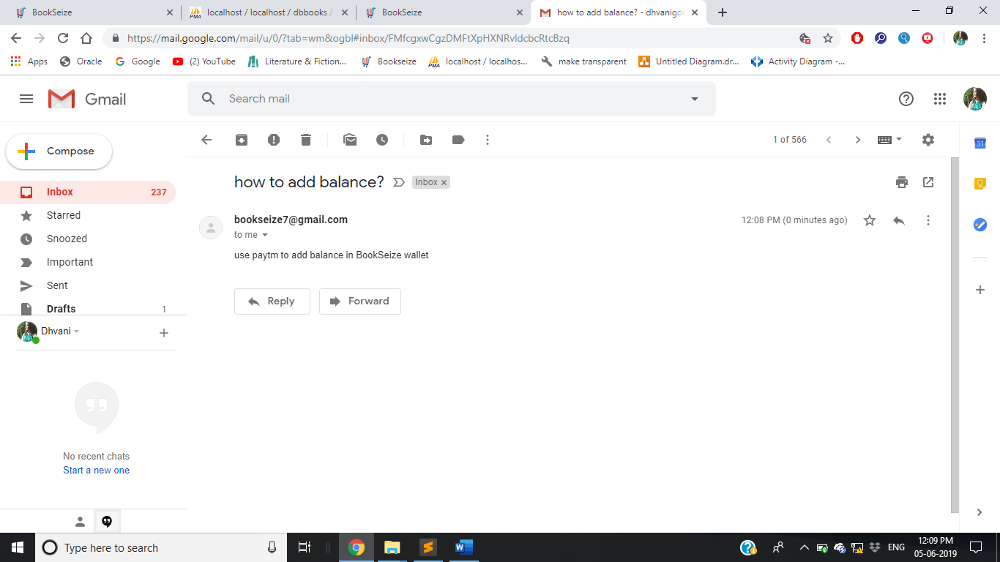 BookSeize
localhost / localhost / dbbooks /
BookSeize
how to add balance? - dhvanigor
https://mail.google.com/mail/u/0/?tab=wm&ogbl#inbox/FMfcgxwCgzDMFtXpHXNRvldcbcRtcBzq
Apps
Oracle
Google
(2) YouTube
Literature & Fiction...
Bookseize
localhost / localhos...
make transparent
Untitled Diagram.dr...
Activity Diagram -...
Gmail
Search mail
Compose
1 of 566
31
Inbox 237
Starred
Snoozed
Important
Sent
Drafts 1
Dhvani
No recent chats
Start a new one
how to add balance?
Inbox ×
bookseize7@gmail.com
12:08 PM (0 minutes ago)
to me
use paytm to add balance in BookSeize wallet
Reply
Forward
Type here to search
ENG
12:09 PM
05-06-2019